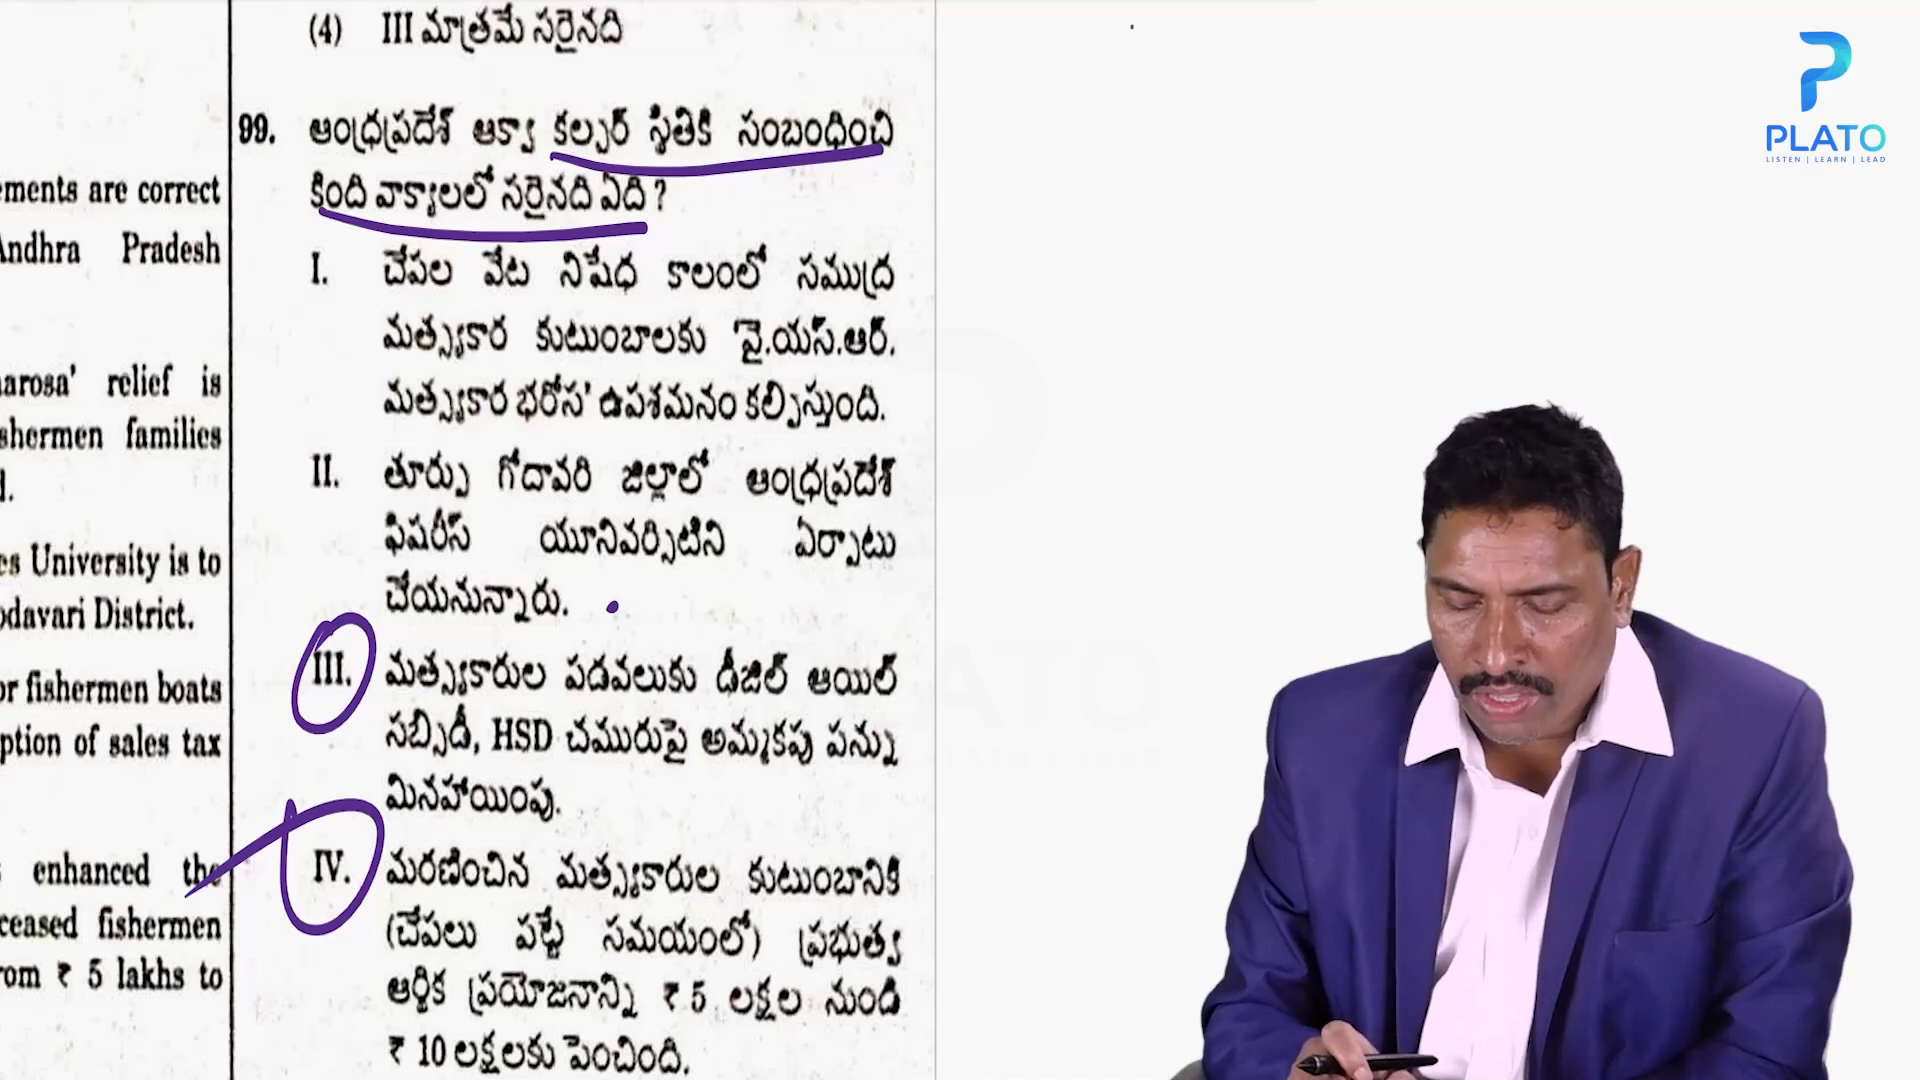 (4) III మాత్రమే సరైనది
99. ఆంధ్రప్రదేశ్ ఆక్వా కల్చర్ స్థితికి సంబంధించి
కింది వాక్యాలలో సరైనది ఏది ?
I. చేపల వేట నిషేధ కాలంలో సముద్ర
మత్స్యకార కుటుంబాలకు 'వై.యస్.ఆర్.
మత్స్యకార భరోస' ఉపశమనం కల్పిస్తుంది.
II. తూర్పు గోదావరి జిల్లాలో ఆంధ్రప్రదేశ్
ఫిషరీస్ యూనివర్సిటిని ఏర్పాటు
చేయనున్నారు.
III. మత్స్యకారుల పడవలుకు డీజిల్ ఆయిల్
సబ్సిడీ, HSD చమురుపై అమ్మకపు పన్ను
మినహాయింపు.
IV. మరణించిన మత్స్యకారుల కుటుంబానికి
(చేపలు పట్టే సమయంలో) ప్రభుత్వ
ఆర్థిక ప్రయోజనాన్ని ₹ 5 లక్షల నుండి
₹ 10 లక్షలకు పెంచింది.
ements are correct
Andhra Pradesh
arosa' relief is
shermen families
d.
es University is to
odavari District.
or fishermen boats
ption of sales tax
enhanced the
ceased fishermen
rom ₹ 5 lakhs to
PLATO
LISTEN | LEARN | LEAD
PLATO